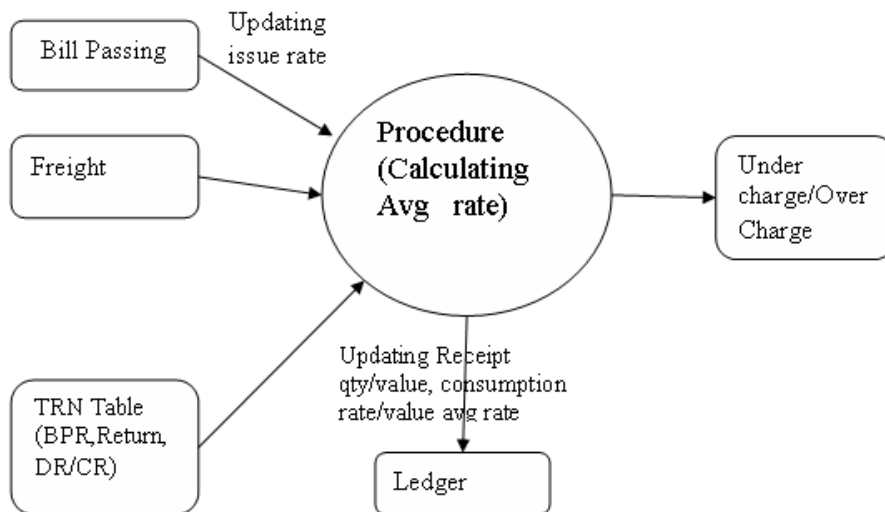 Updating
issue rate
Bill Passing
Procedure
(Calculating
Avg rate)
Freight
Under
charge/Over
Charge
Updating Receipt
qty/value, consumption
rate/value avg rate
TRN Table
(BPR,Return,
DR/CR)
Ledger